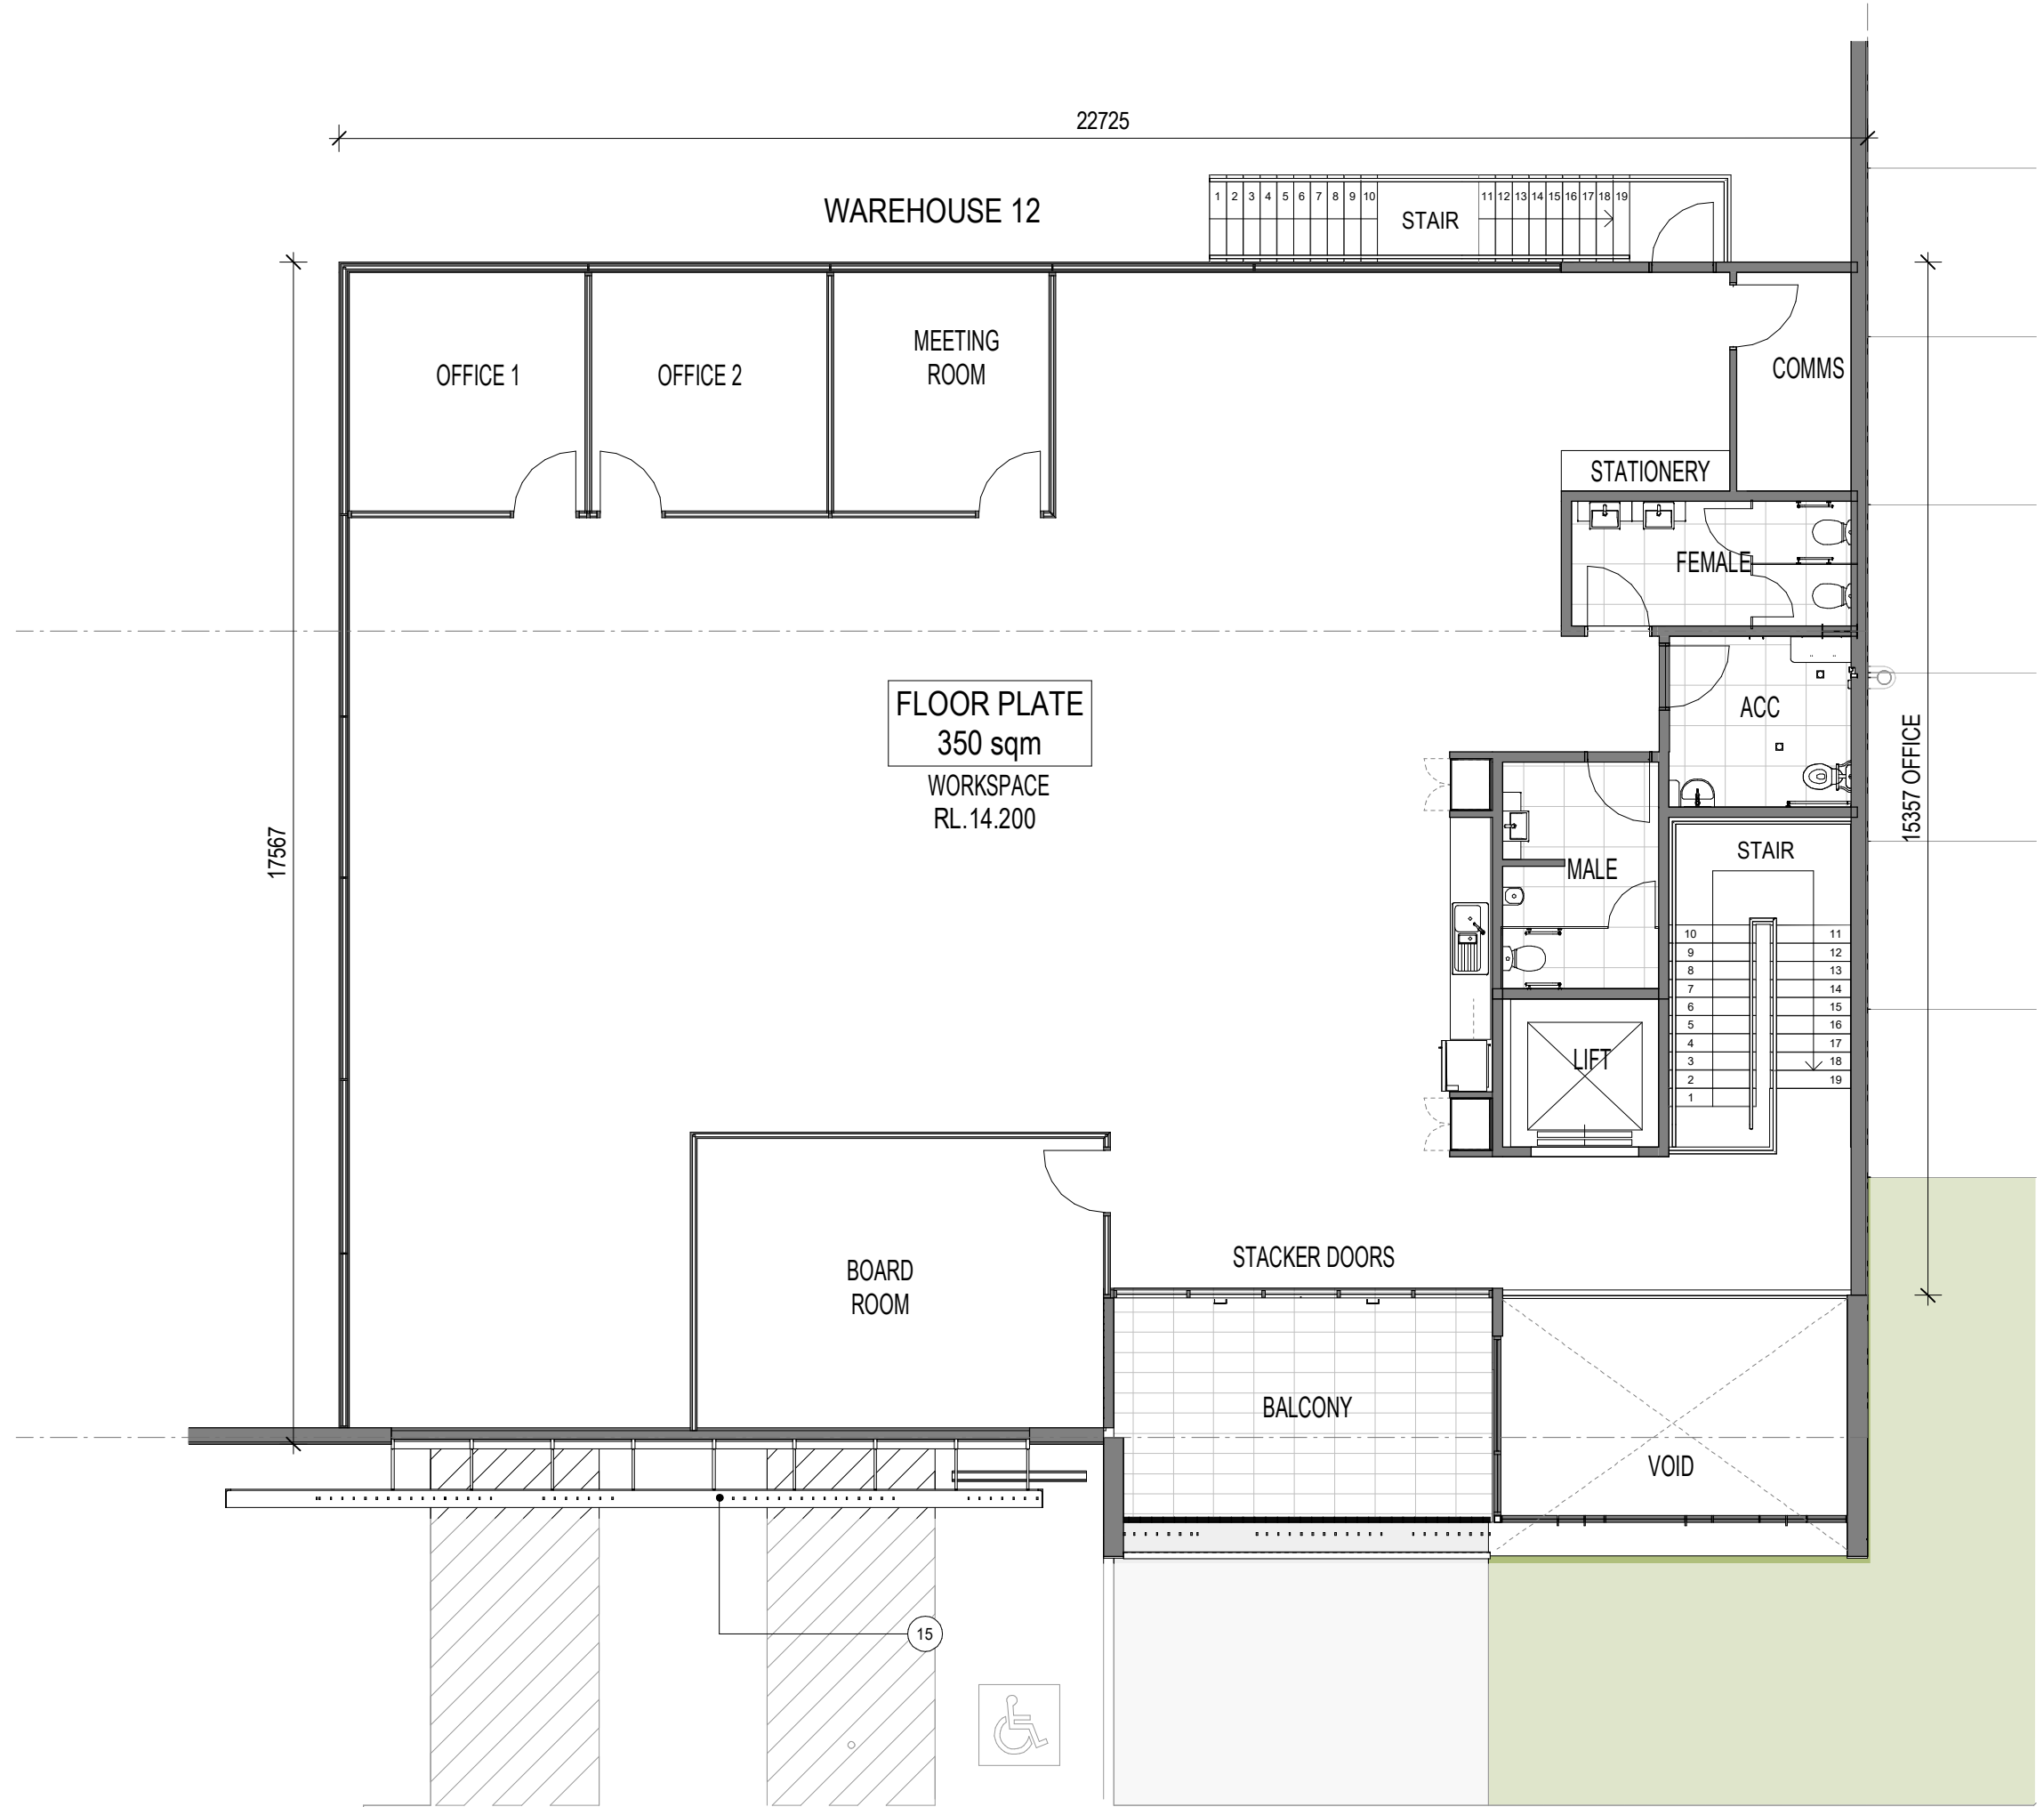 22725
WAREHOUSE 12
1 2 3 4 5 6 7 8 9 10
STAIR
11 12 13 14 15 16 17 18 19
OFFICE 1
OFFICE 2
MEETING
ROOM
COMMS
STATIONERY
FEMALE
FLOOR PLATE
350 sqm
WORKSPACE
RL.14.200
ACC
15357 OFFICE
17567
MALE
STAIR
10 11
9 12
8 13
7 14
6 15
5 16
4 17
3 18
2 19
1
LIFT
STACKER DOORS
BOARD
ROOM
BALCONY
VOID
15